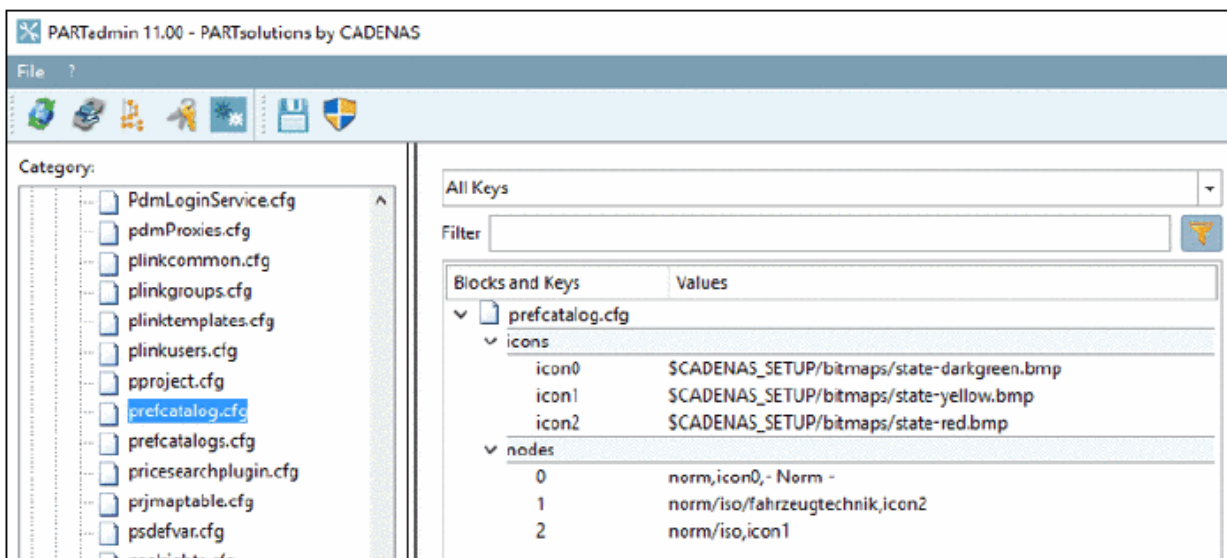 PARTadmin 11.00 - PARTsolutions by CADENAS
File ?
Category:
PdmLoginService.cfg
pdmProxies.cfg
plinkcommon.cfg
plinkgroups.cfg
plinktemplates.cfg
plinkusers.cfg
pproject.cfg
prefcatalog.cfg
prefcatalogs.cfg
pricesearchplugin.cfg
prjmaptable.cfg
psdefvar.cfg
All Keys
Filter
Blocks and Keys Values
prefcatalog.cfg
icons
icon0 $CADENAS_SETUP/bitmaps/state-darkgreen.bmp
icon1 $CADENAS_SETUP/bitmaps/state-yellow.bmp
icon2 $CADENAS_SETUP/bitmaps/state-red.bmp
nodes
0 norm,icon0,- Norm -
1 norm/iso/fahrzeugtechnik,icon2
2 norm/iso,icon1